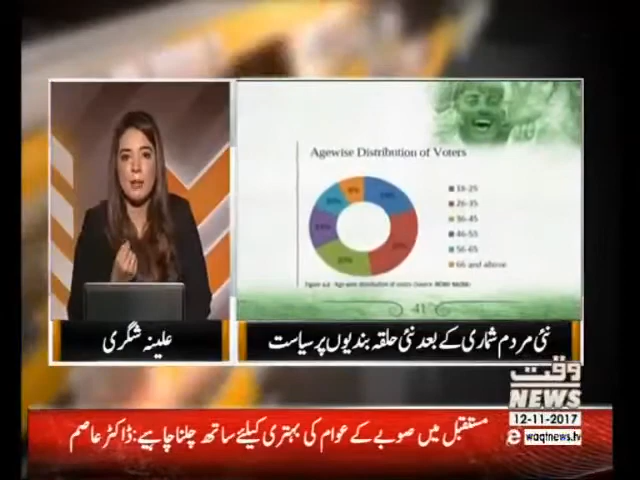 Agewise Distribution of Voters
18-25
26-35
36-45
46-55
56-65
66 and above
41
علینہ شگری
نئی مردم شماری کے بعد نئی حلقہ بندیوں پر سیاست
وقت
NEWS
12-11-2017
waqtnews.tv
مستقبل میں صوبے کے عوام کی بہتری کیلئے ساتھ چلنا چاہیے:ڈاکٹر عاصم